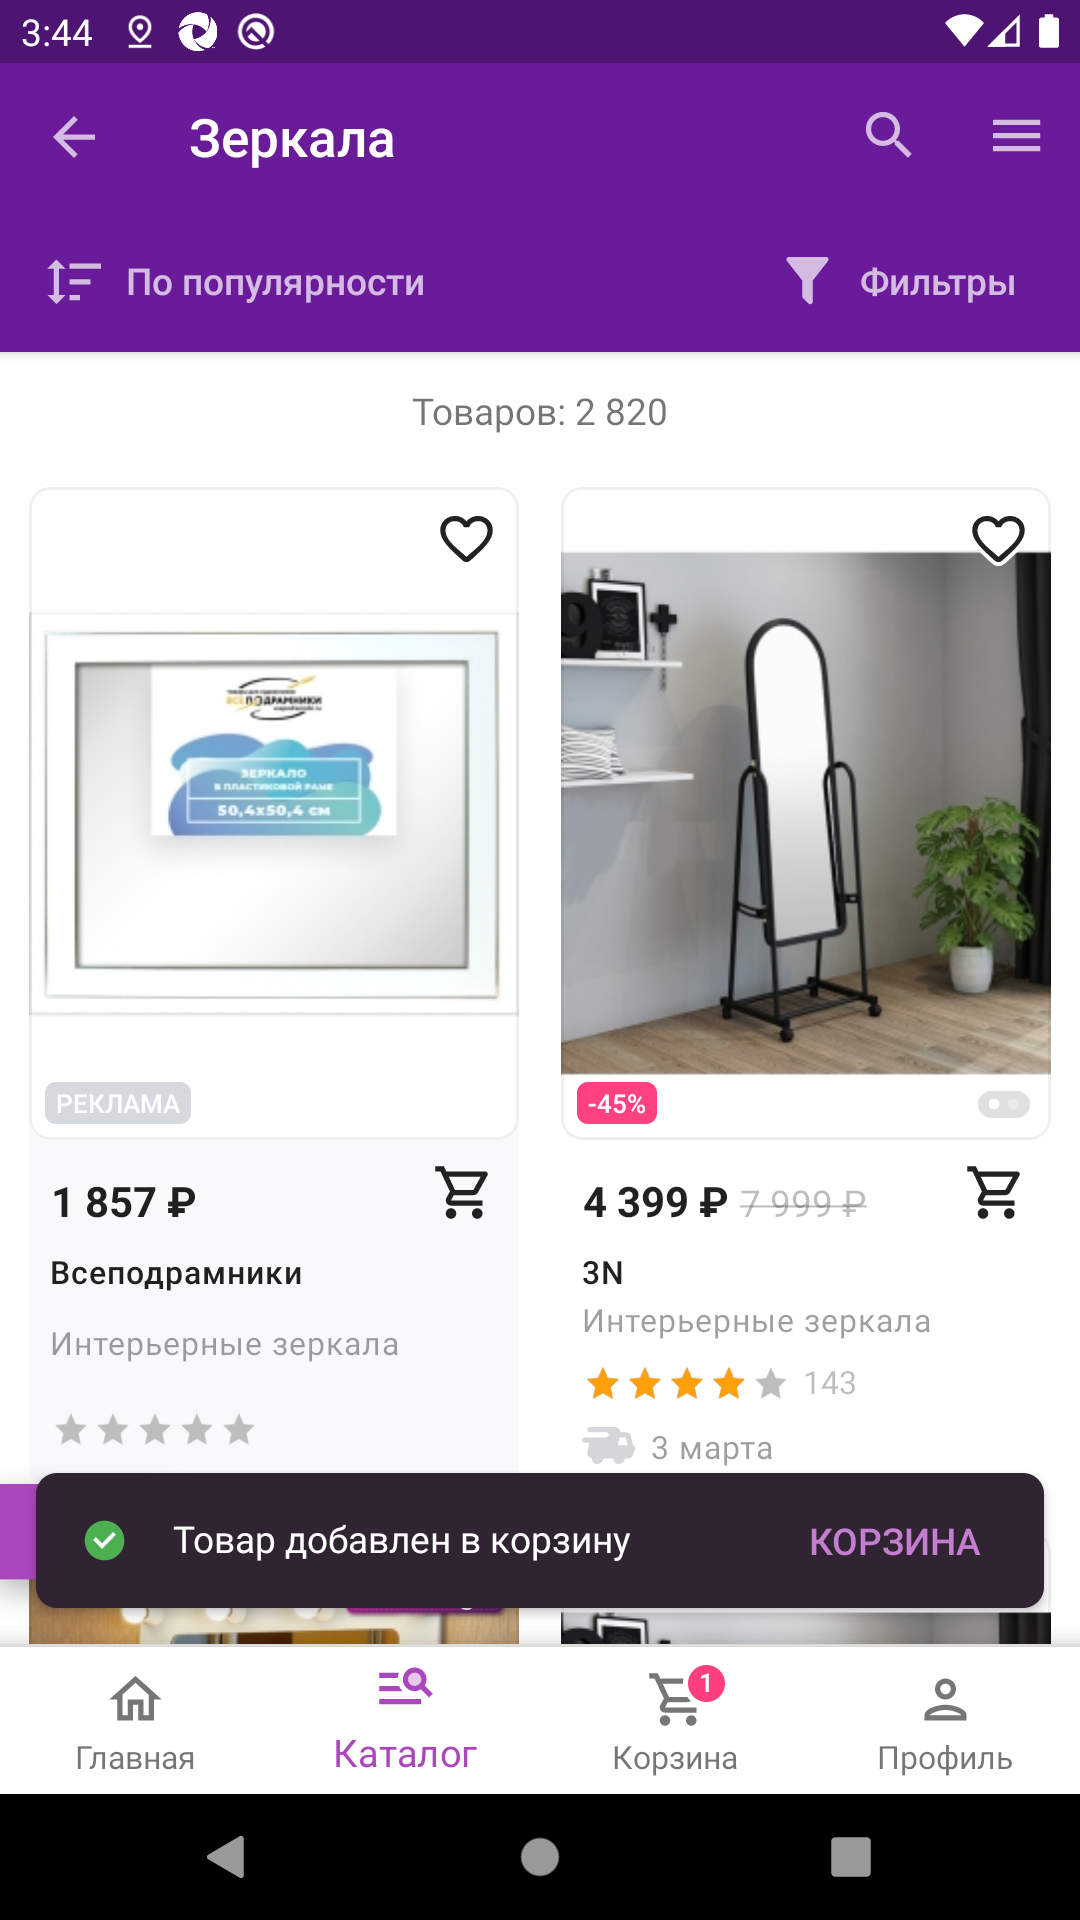 3:44
Зеркала
По популярности
Фильтры
Товаров: 2 820
ВСЕПОДРАМНИКИ
ЗЕРКАЛО
В ПЛАСТИКОВОЙ РАМЕ
50,4x50,4 см
9
РЕКЛАМА
-45%
1 857 ₽
4 399 ₽ 7 999 ₽
Всеподрамники
3N
Интерьерные зеркала
Интерьерные зеркала
143
3 марта
Товар добавлен в корзину
КОРЗИНА
1
Главная
Каталог
Корзина
Профиль